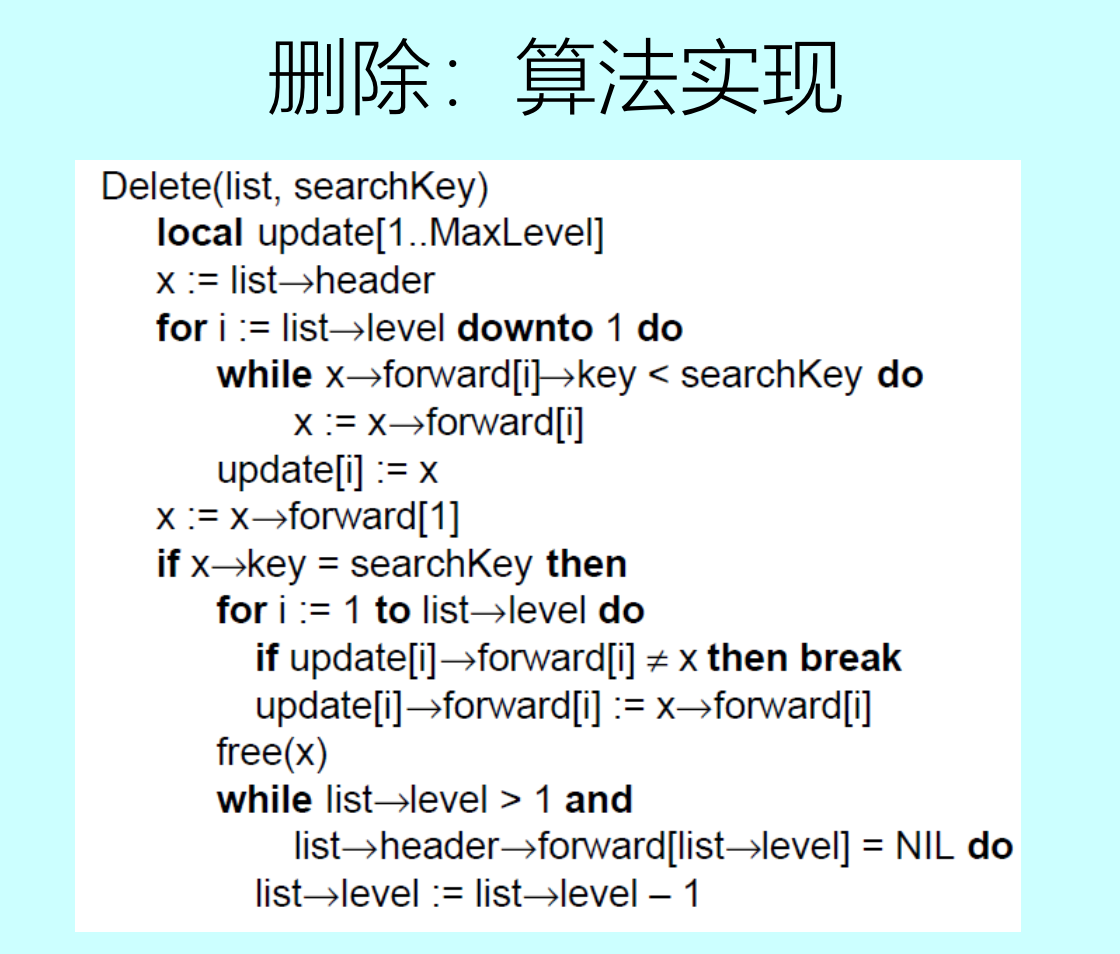 删除：算法实现
Delete(list, searchKey)
local update[1..MaxLevel]
x := list→header
for i := list→level downto 1 do
while x→forward[i]→key < searchKey do
x := x→forward[i]
update[i] := x
x := x→forward[1]
if x→key = searchKey then
for i := 1 to list→level do
if update[i]→forward[i] ≠ x then break
update[i]→forward[i] := x→forward[i]
free(x)
while list→level > 1 and
list→header→forward[list→level] = NIL do
list→level := list→level – 1